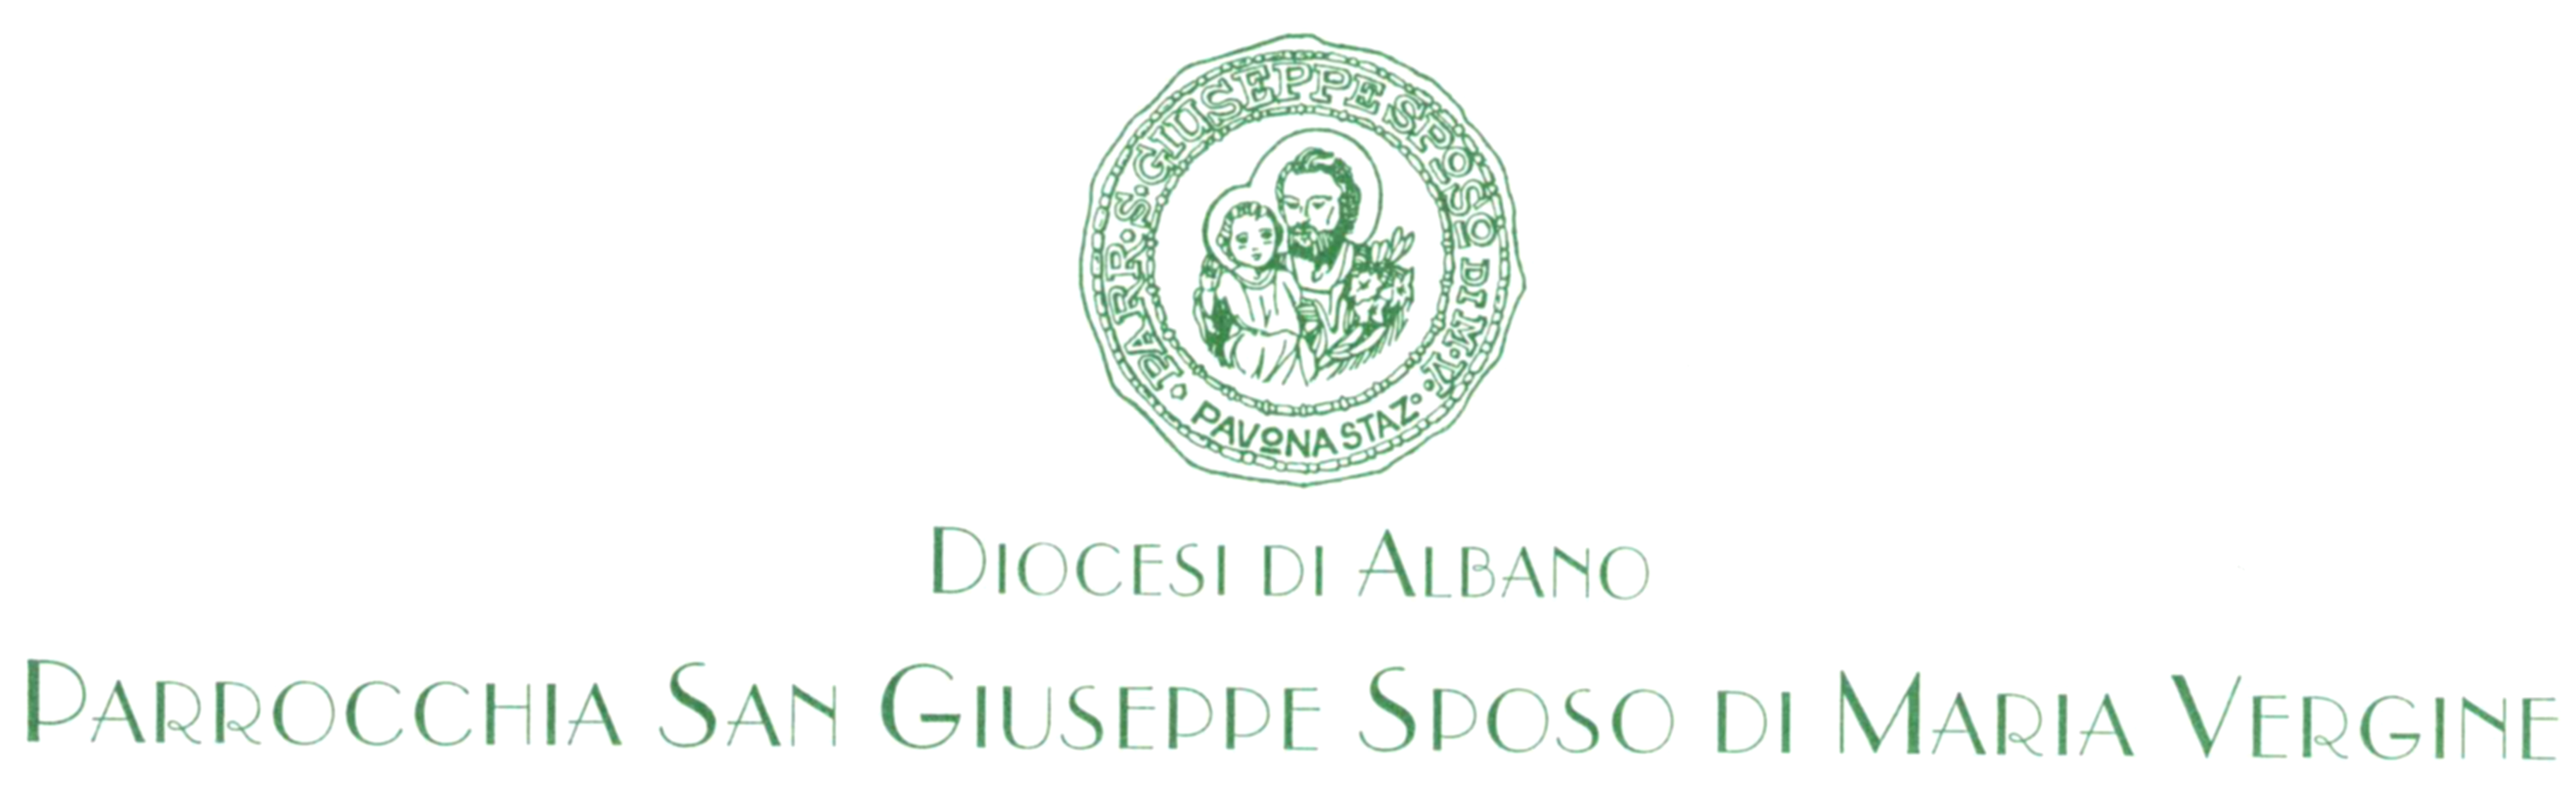 PARR. S. GIUSEPPE SPOSO DI M. V.
PAVONA STAZ.
DIOCESI DI ALBANO
PARROCCHIA SAN GIUSEPPE SPOSO DI MARIA VERGINE